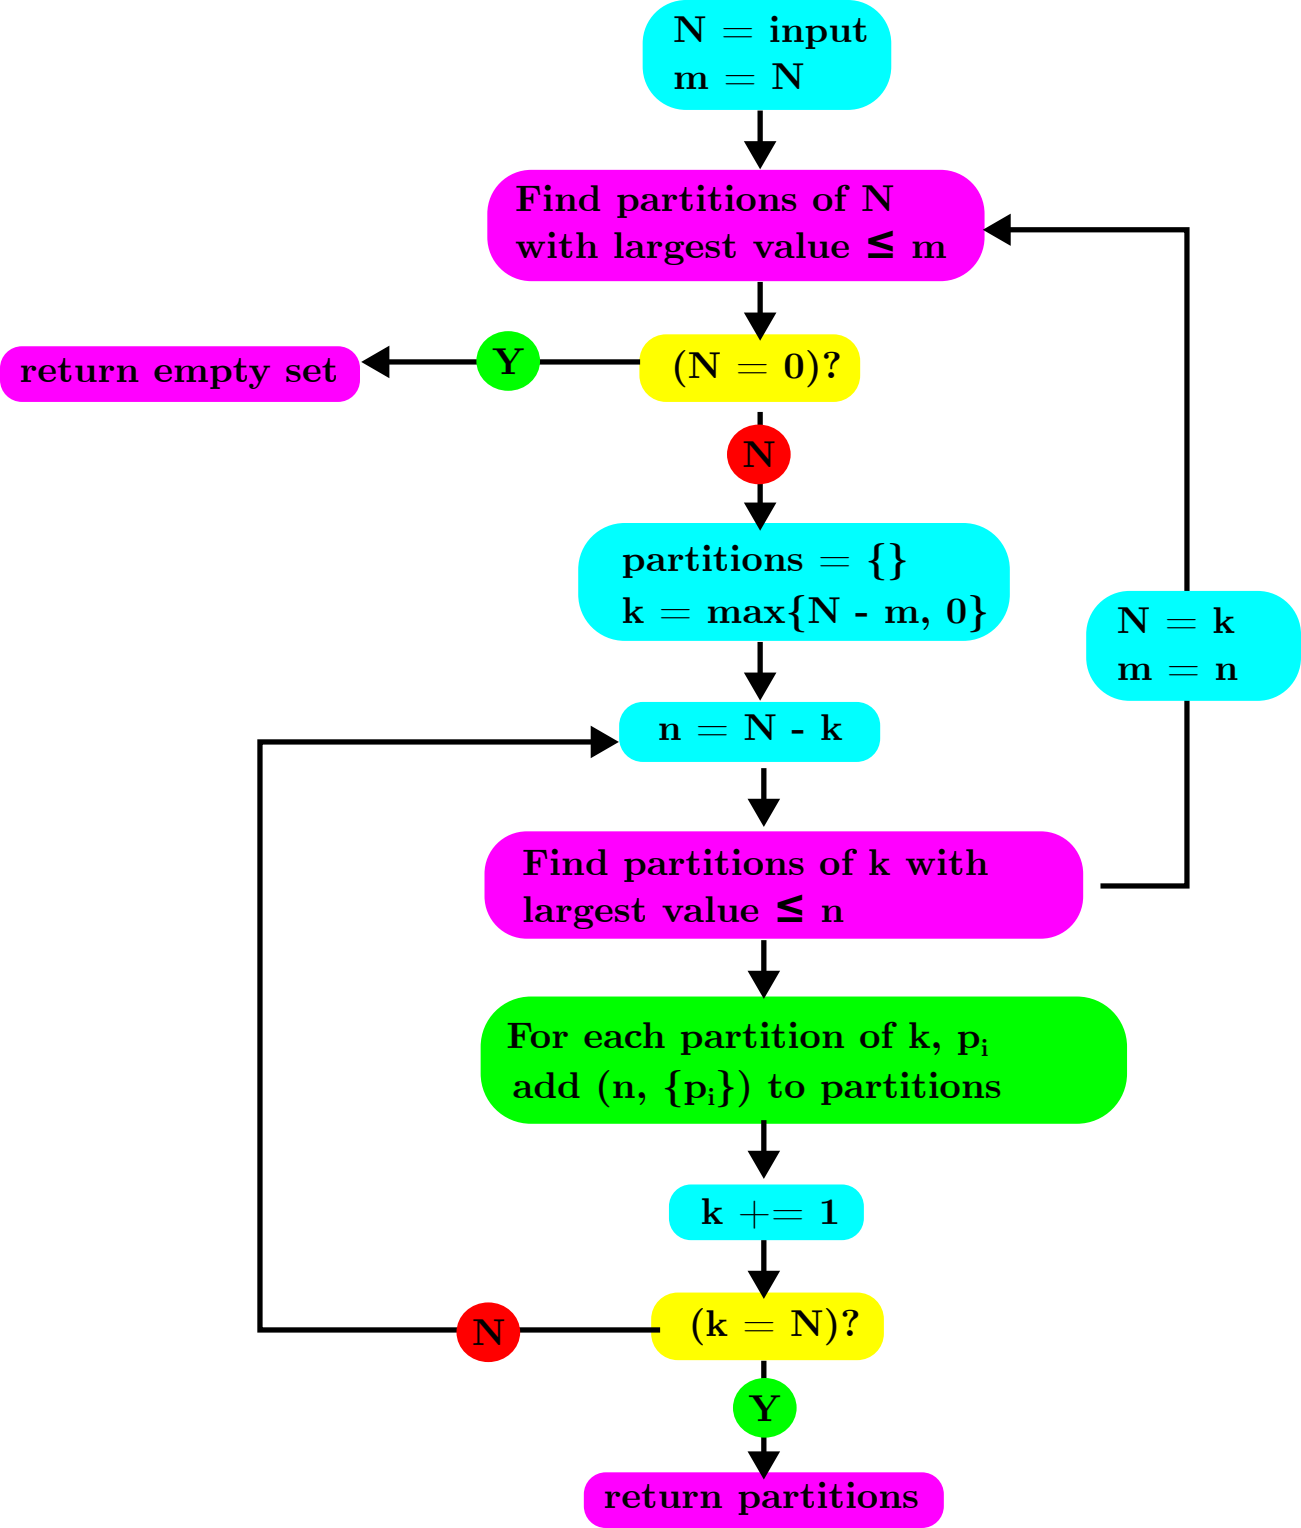 N = input
m = N
Find partitions of N
with largest value ≤ m
(N = 0)?
Y
return empty set
N
partitions = {}
k = max{N - m, 0}
N = k
m = n
n = N - k
Find partitions of k with
largest value ≤ n
For each partition of k, pᵢ
add (n, {pᵢ}) to partitions
k += 1
(k = N)?
N
Y
return partitions